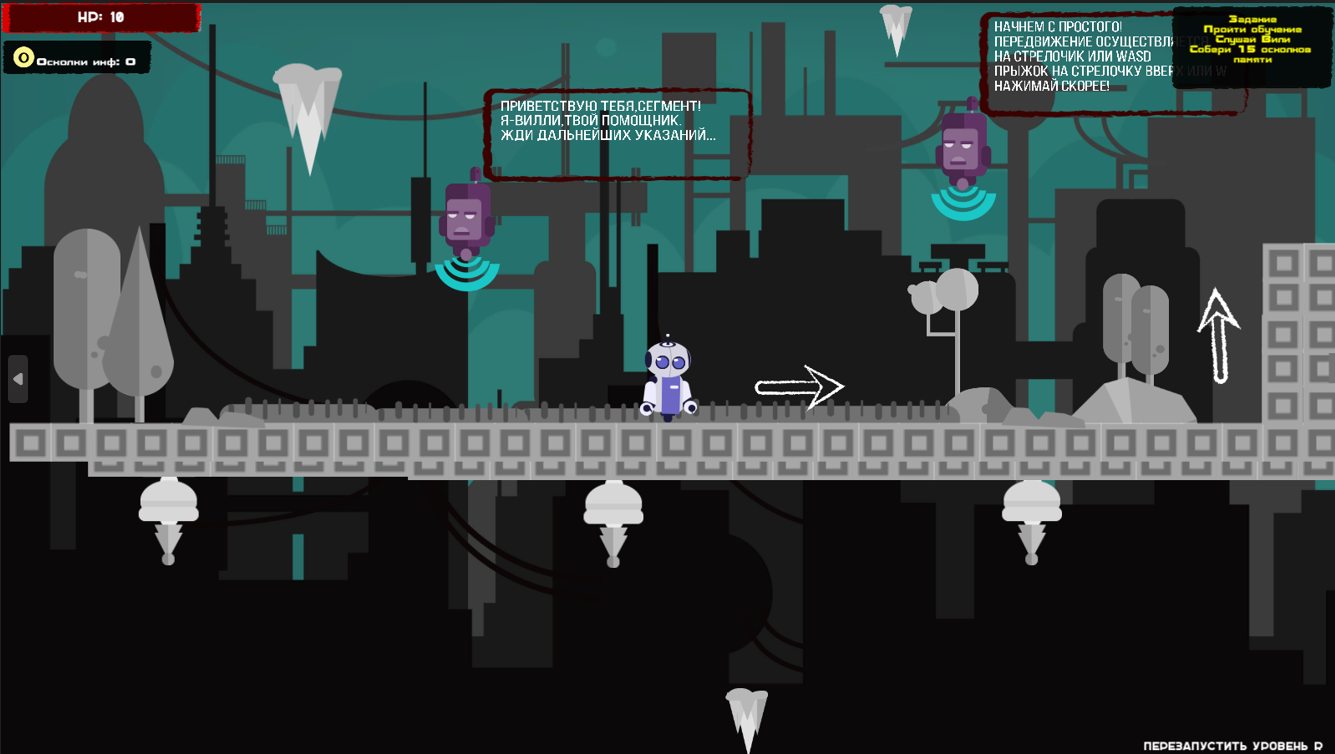 HP: 10
Осколки инф: 0
ПРИВЕТСТВУЮ ТЕБЯ,СЕГМЕНТ!
Я-ВИЛЛИ,ТВОЙ ПОМОЩНИК.
ЖДИ ДАЛЬНЕЙШИХ УКАЗАНИЙ...
НАЧНЕМ С ПРОСТОГО!
ПЕРЕДВИЖЕНИЕ ОСУЩЕСТВЛЯЕТСЯ
НА СТРЕЛОЧИК ИЛИ WASD
ПРЫЖОК НА СТРЕЛОЧКУ ВВЕРХ ИЛИ W
НАЖИМАЙ СКОРЕЕ!
Задание
Пройти обучение
Слушай Вили
Собери 15 осколков
памяти
ПЕРЕЗАПУСТИТЬ УРОВЕНЬ R